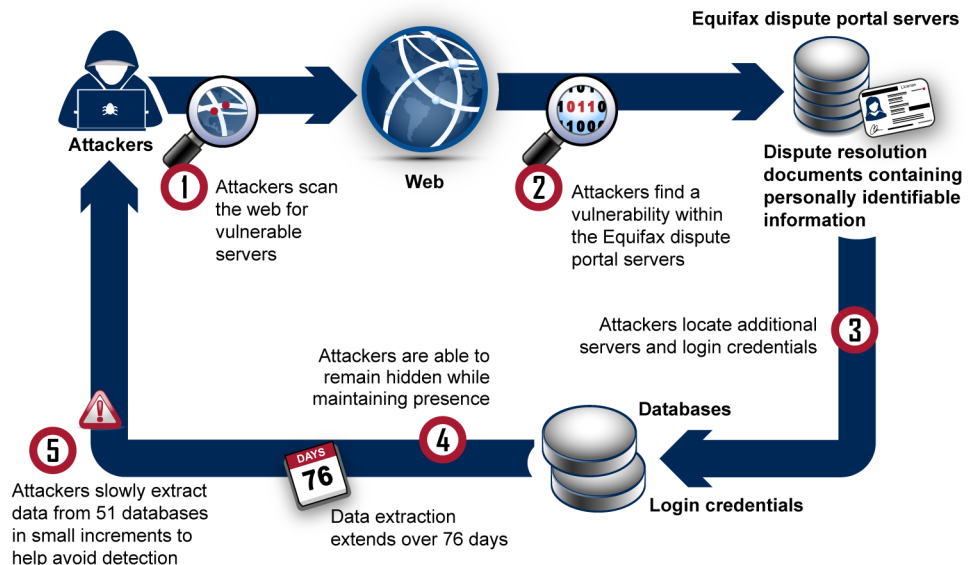 Equifax dispute portal servers
License
Attackers
1
Attackers scan
the web for
vulnerable
servers
Web
10110
2
Attackers find a
vulnerability within
the Equifax dispute
portal servers
Dispute resolution
documents containing
personally identifiable
information
3
Attackers locate additional
servers and login credentials
Attackers are able to
remain hidden while
maintaining presence
4
Databases
Login credentials
DAYS
76
Data extraction
extends over 76 days
5
Attackers slowly extract
data from 51 databases
in small increments to
help avoid detection